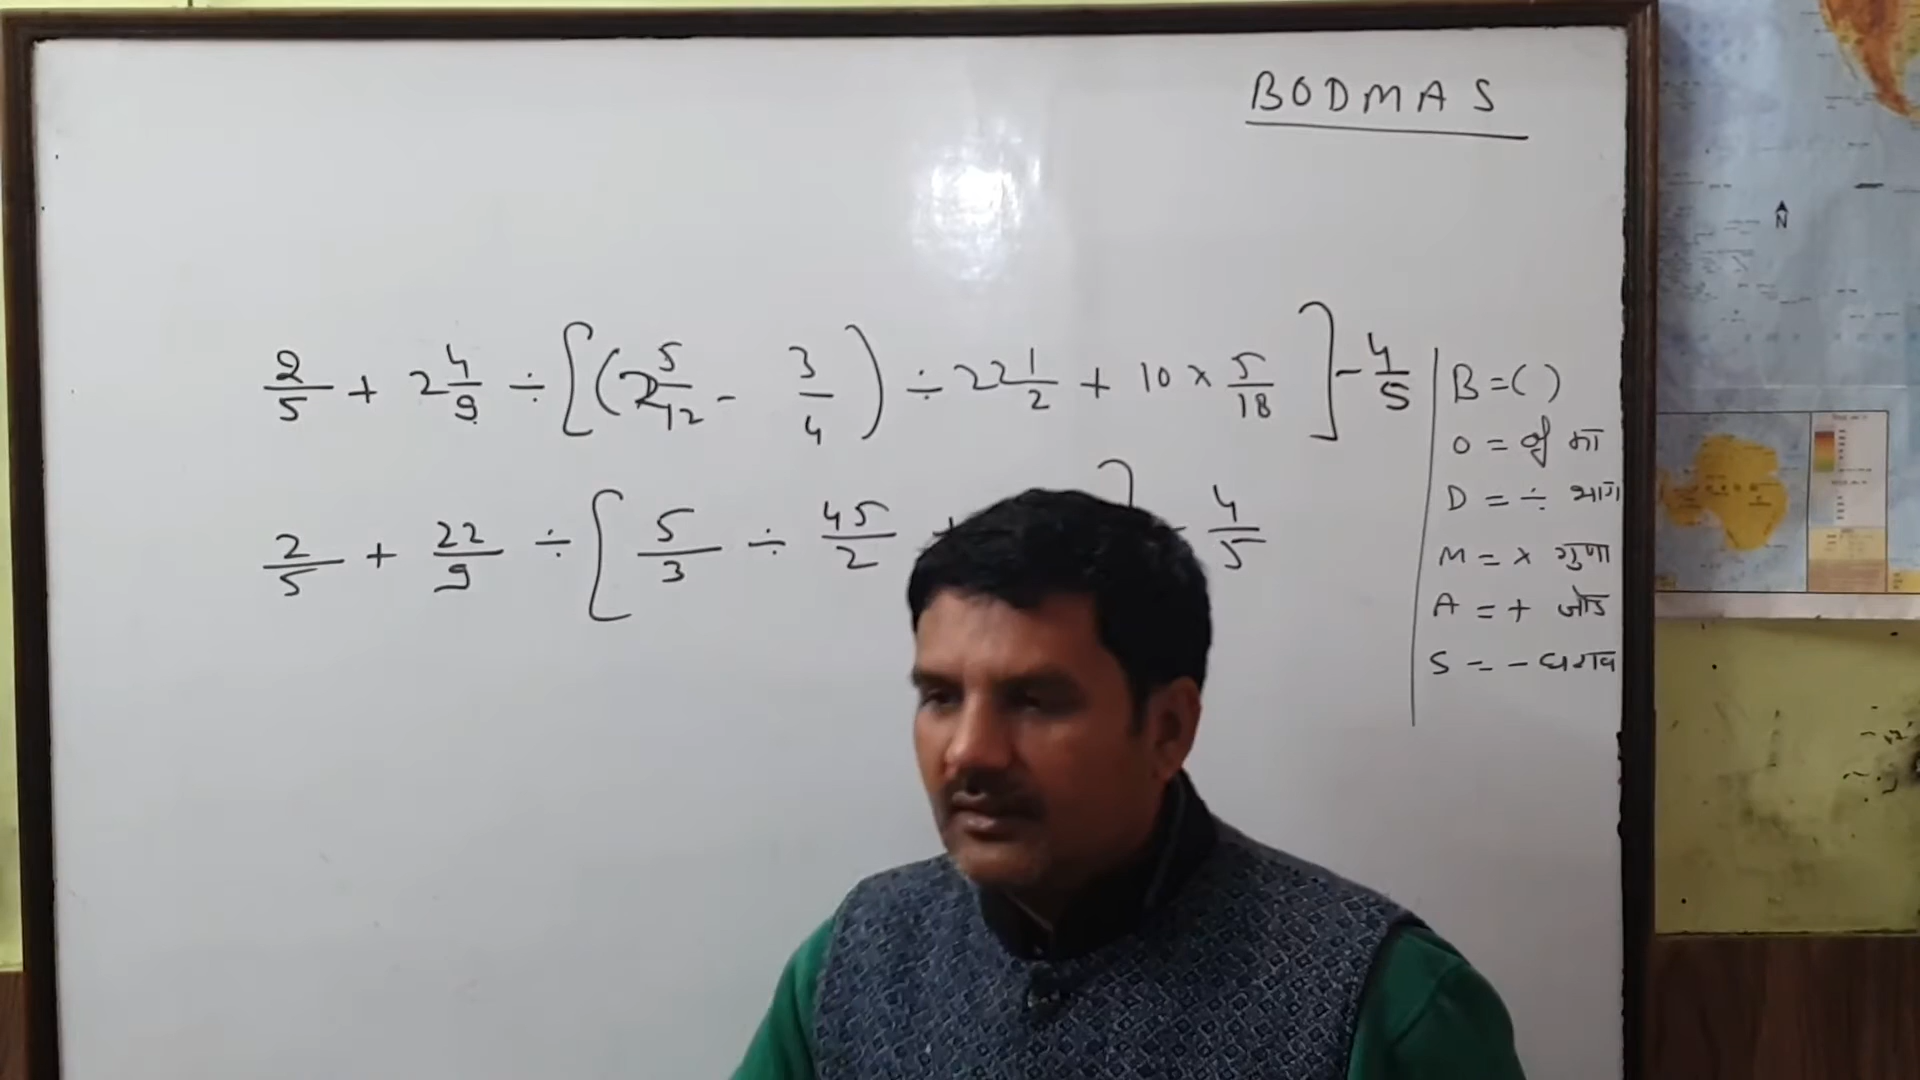 BODMAS
2/5 + 2 4/9 ÷ [(2 5/12 - 3/4) ÷ 22 1/2 + 10 × 5/18] - 4/5
2/5 + 22/9 ÷ [5/3 ÷ 45/2 + ] - 4/5
B = ( )
O = of का
D = ÷ भाग
M = × गुणा
A = + जोड
S = - घटाव
N